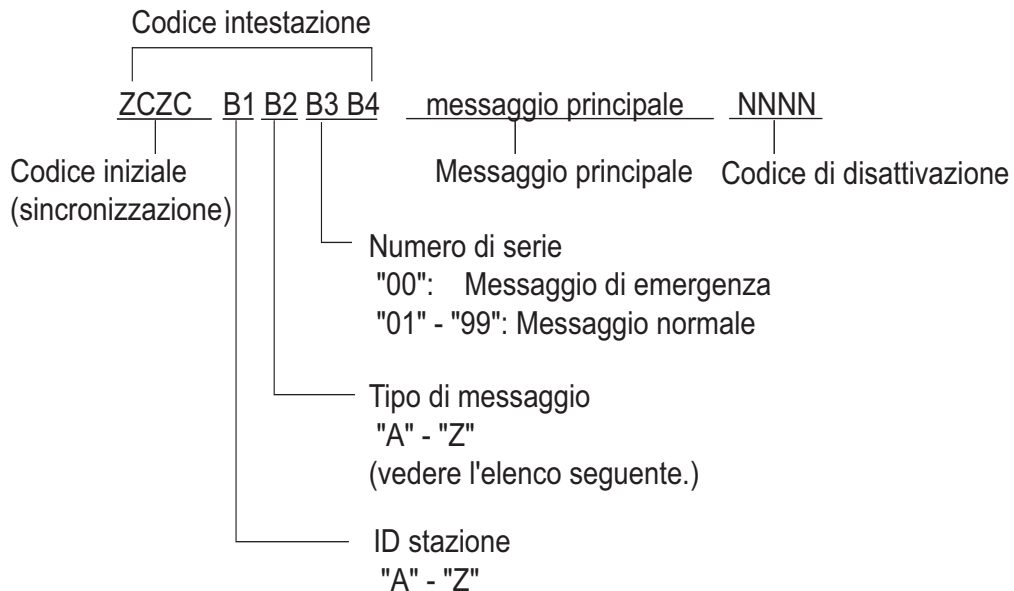 Codice intestazione
ZCZC B1 B2 B3 B4 messaggio principale NNNN
Codice iniziale
(sincronizzazione)
Messaggio principale
Codice di disattivazione
Numero di serie
"00": Messaggio di emergenza
"01" - "99": Messaggio normale
Tipo di messaggio
"A" - "Z"
(vedere l'elenco seguente.)
ID stazione
"A" - "Z"